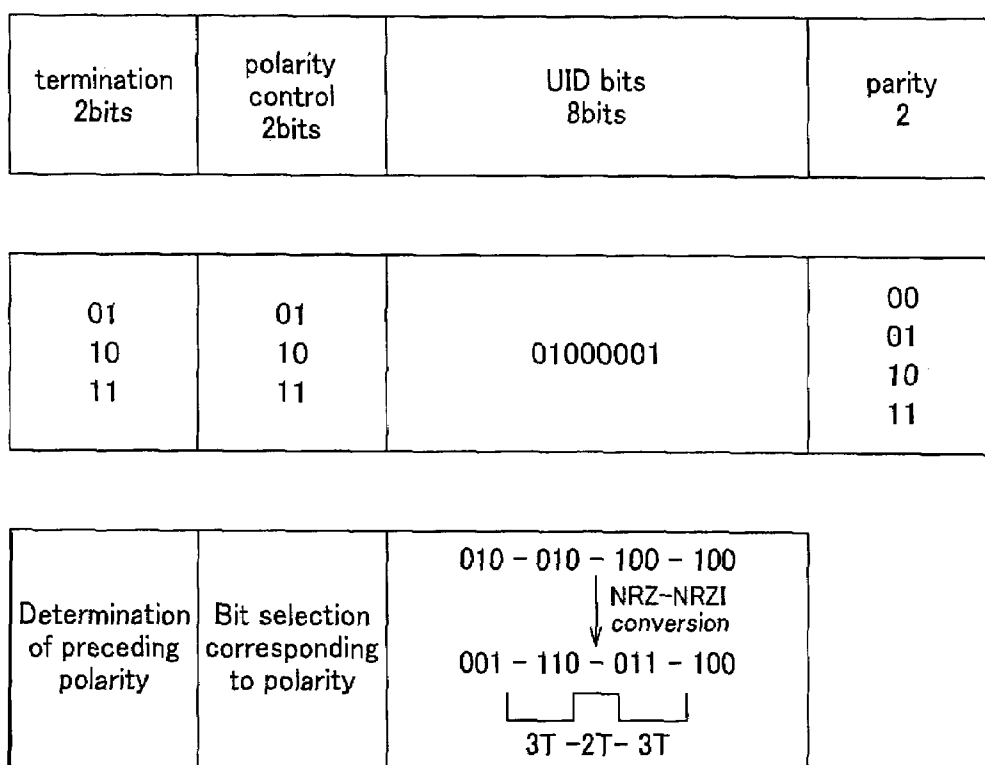 termination
2bits
polarity
control
2bits
UID bits
8bits
parity
2
01
10
11
01
10
11
01000001
00
01
10
11
Determination
of preceding
polarity
Bit selection
corresponding
to polarity
010 - 010 - 100 - 100
NRZ-NRZI
conversion
001 - 110 - 011 - 100
3T -2T- 3T